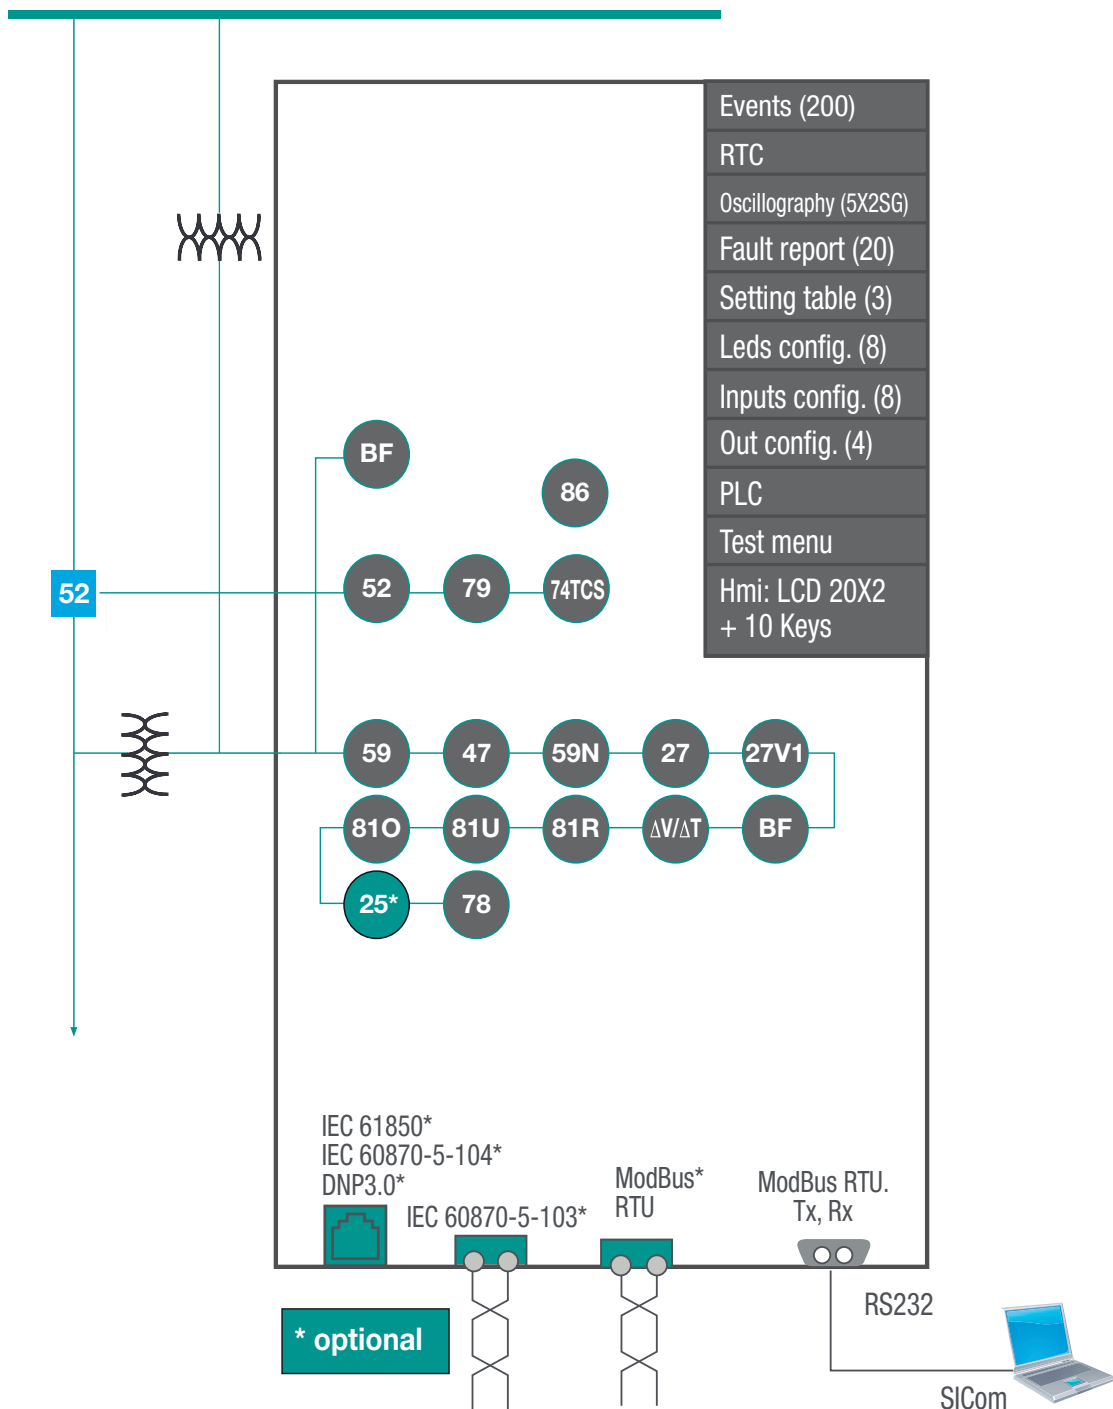 Events (200)
RTC
Oscillography (5X2SG)
Fault report (20)
Setting table (3)
Leds config. (8)
Inputs config. (8)
Out config. (4)
PLC
Test menu
Hmi: LCD 20X2
+ 10 Keys
BF
86
52
52
79
74TCS
59
47
59N
27
27V1
81O
81U
81R
ΔV/ΔT
BF
25*
78
IEC 61850*
IEC 60870-5-104*
DNP3.0*
IEC 60870-5-103*
ModBus*
RTU
ModBus RTU.
Tx, Rx
RS232
* optional
SICom